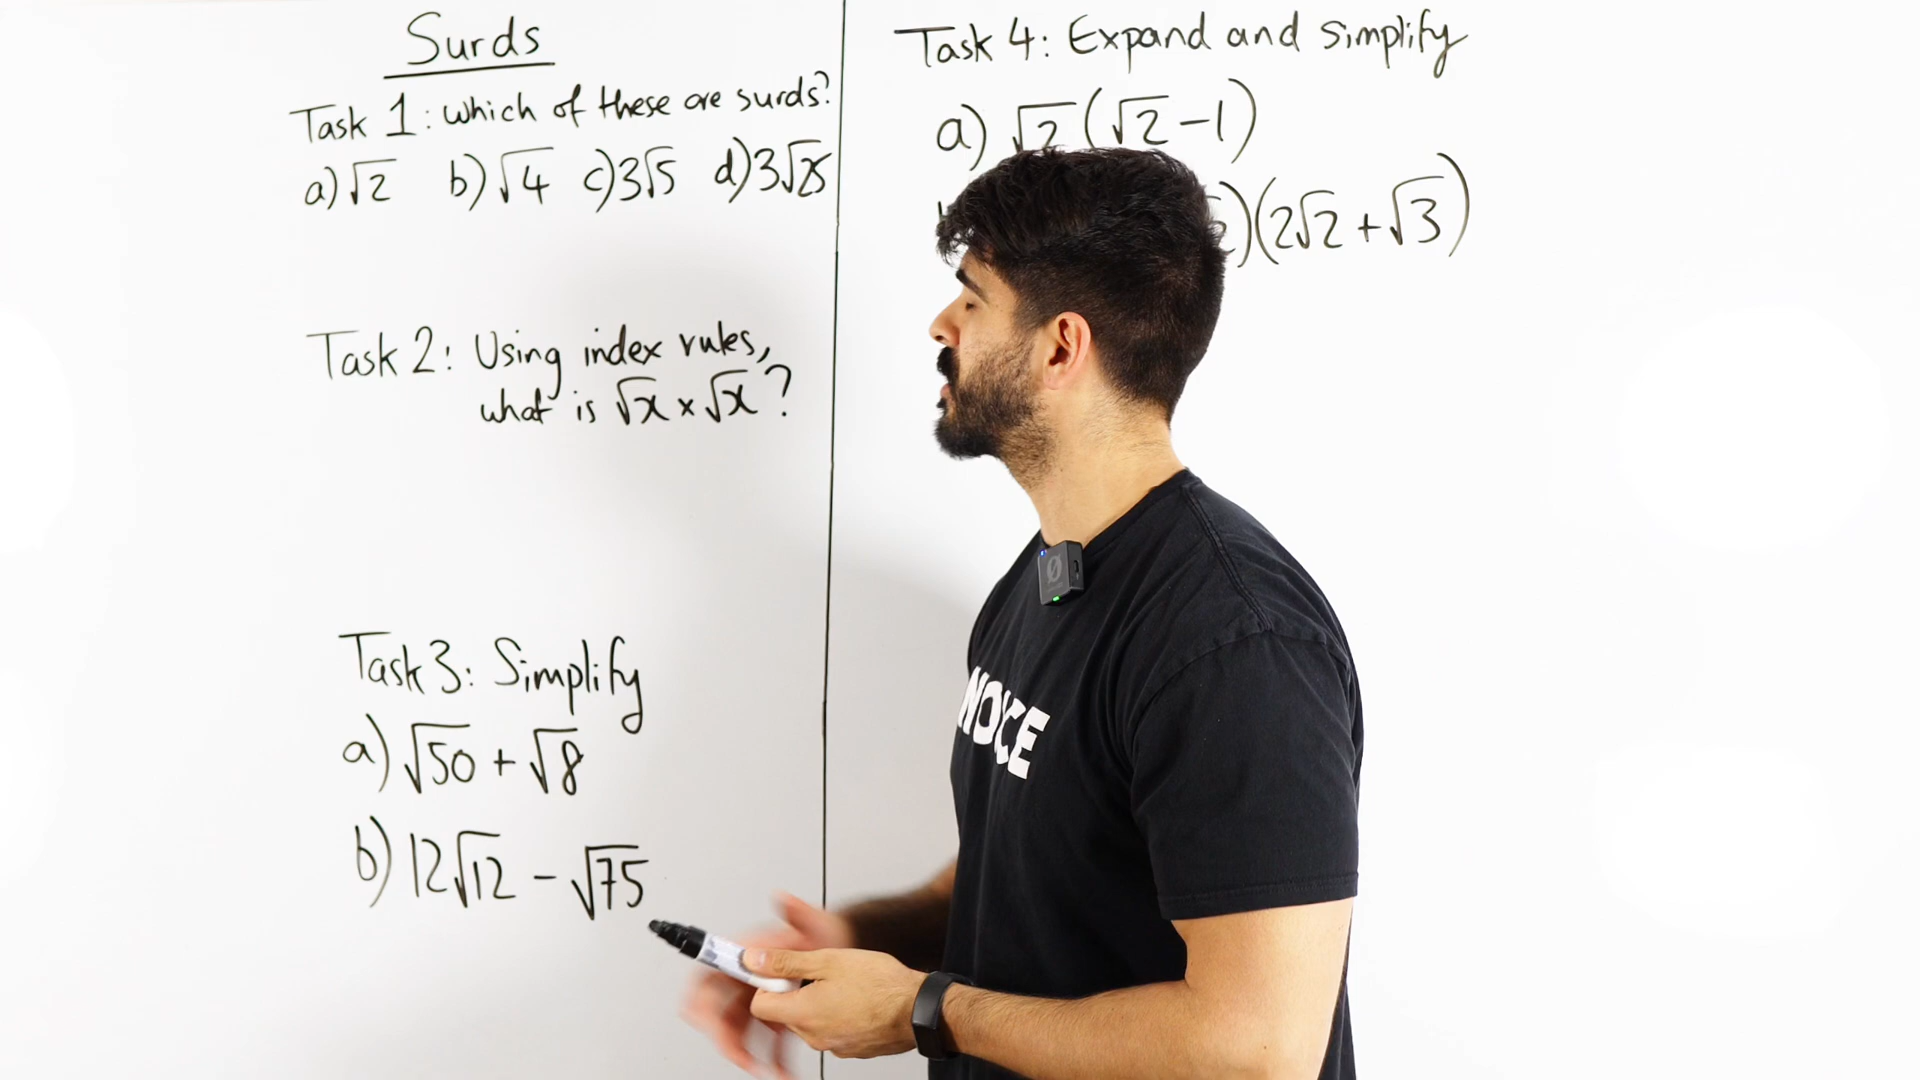 Surds
Task 1: Which of these are surds?
a) √2 b) √4 c) 3√5 d) 3√25
Task 2: Using index rules,
what is √x × √x?
Task 3: Simplify
a) √50 + √8
b) 12√12 - √75
Task 4: Expand and simplify
a) √2 (√2 - 1)
)(2√2 + √3)